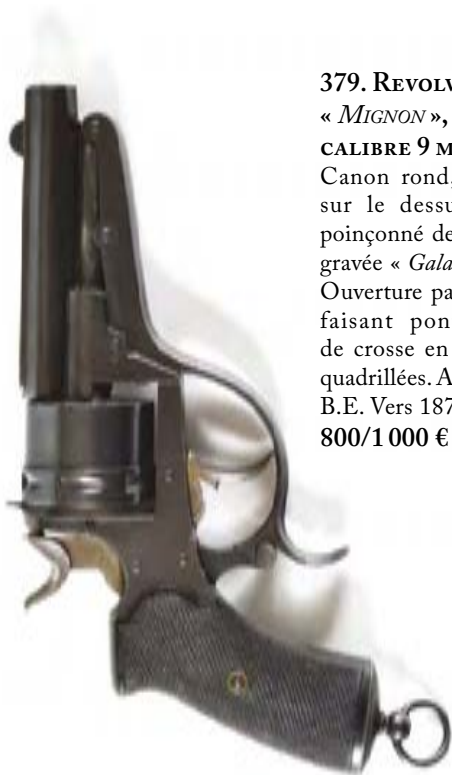 379. REVOLV
« MIGNON »,
CALIBRE 9 M
Canon rond,
sur le dessu
poinçonné de
gravée « Gala
Ouverture pa
faisant pon
de crosse en
quadrillées. A
B.E. Vers 187
800/1 000 €